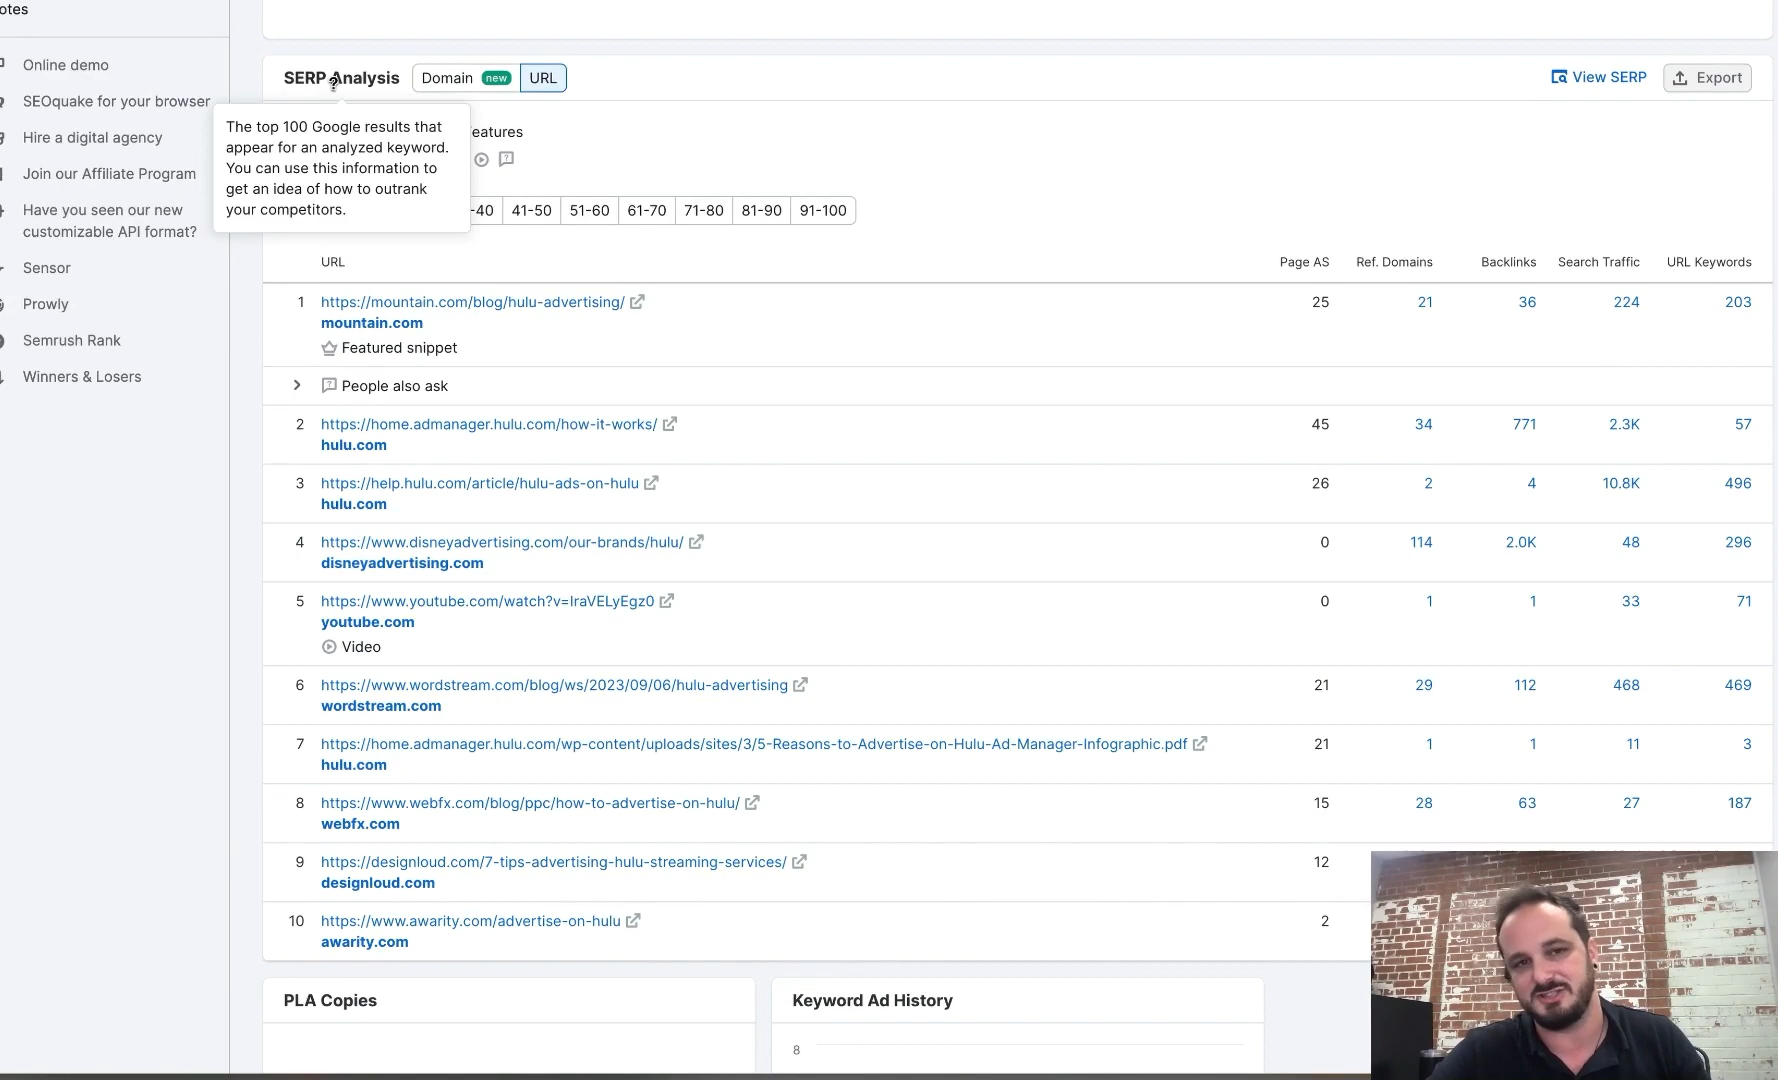 otes
Online demo
SEOquake for your browser
Hire a digital agency
Join our Affiliate Program
Have you seen our new
customizable API format?
Sensor
Prowly
Semrush Rank
Winners & Losers
SERP Analysis Domain new URL View SERP Export
The top 100 Google results that
appear for an analyzed keyword.
You can use this information to
get an idea of how to outrank
your competitors.
eatures
-40 41-50 51-60 61-70 71-80 81-90 91-100
URL Page AS Ref. Domains Backlinks Search Traffic URL Keywords
1 https://mountain.com/blog/hulu-advertising/ 25 21 36 224 203
mountain.com
Featured snippet
People also ask
2 https://home.admanager.hulu.com/how-it-works/ 45 34 771 2.3K 57
hulu.com
3 https://help.hulu.com/article/hulu-ads-on-hulu 26 2 4 10.8K 496
hulu.com
4 https://www.disneyadvertising.com/our-brands/hulu/ 0 114 2.0K 48 296
disneyadvertising.com
5 https://www.youtube.com/watch?v=IraVELyEgz0 0 1 1 33 71
youtube.com
Video
6 https://www.wordstream.com/blog/ws/2023/09/06/hulu-advertising 21 29 112 468 469
wordstream.com
7 https://home.admanager.hulu.com/wp-content/uploads/sites/3/5-Reasons-to-Advertise-on-Hulu-Ad-Manager-Infographic.pdf 21 1 1 11 3
hulu.com
8 https://www.webfx.com/blog/ppc/how-to-advertise-on-hulu/ 15 28 63 27 187
webfx.com
9 https://designloud.com/7-tips-advertising-hulu-streaming-services/ 12
designloud.com
10 https://www.awarity.com/advertise-on-hulu 2
awarity.com
PLA Copies
Keyword Ad History
8